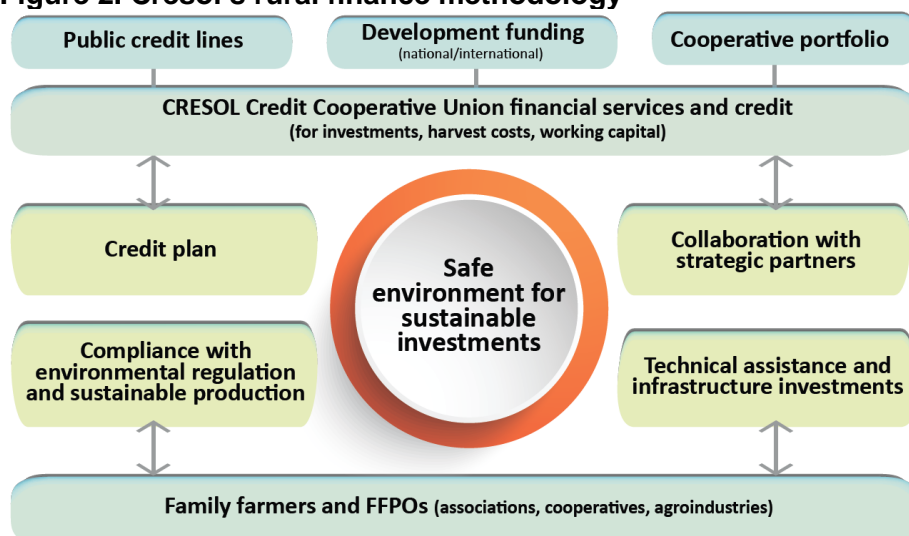 Figure 2. Cresol's rural finance methodology
Public credit lines
Development funding
(national/international)
Cooperative portfolio
CRESOL Credit Cooperative Union financial services and credit
(for investments, harvest costs, working capital)
Credit plan
Collaboration with
strategic partners
Safe
environment for
sustainable
investments
Compliance with
environmental regulation
and sustainable production
Technical assistance and
infrastructure investments
Family farmers and FFPOs (associations, cooperatives, agroindustries)